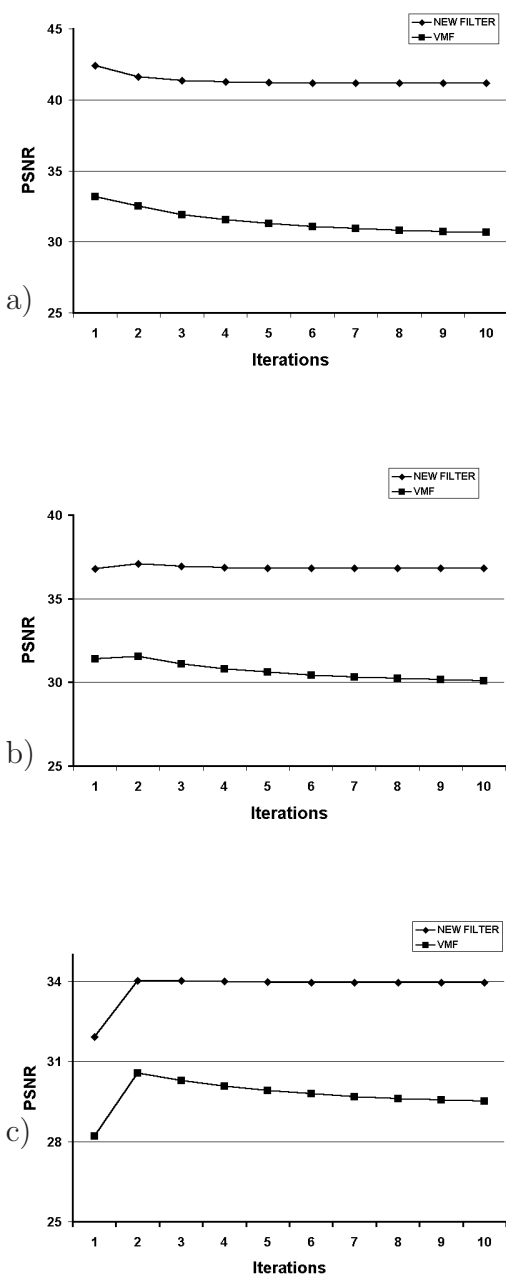 NEW FILTER
VMF
45
40
35
30
25
PSNR
a)
1 2 3 4 5 6 7 8 9 10
Iterations
NEW FILTER
VMF
40
35
30
25
PSNR
b)
1 2 3 4 5 6 7 8 9 10
Iterations
NEW FILTER
VMF
34
31
28
25
PSNR
c)
1 2 3 4 5 6 7 8 9 10
Iterations